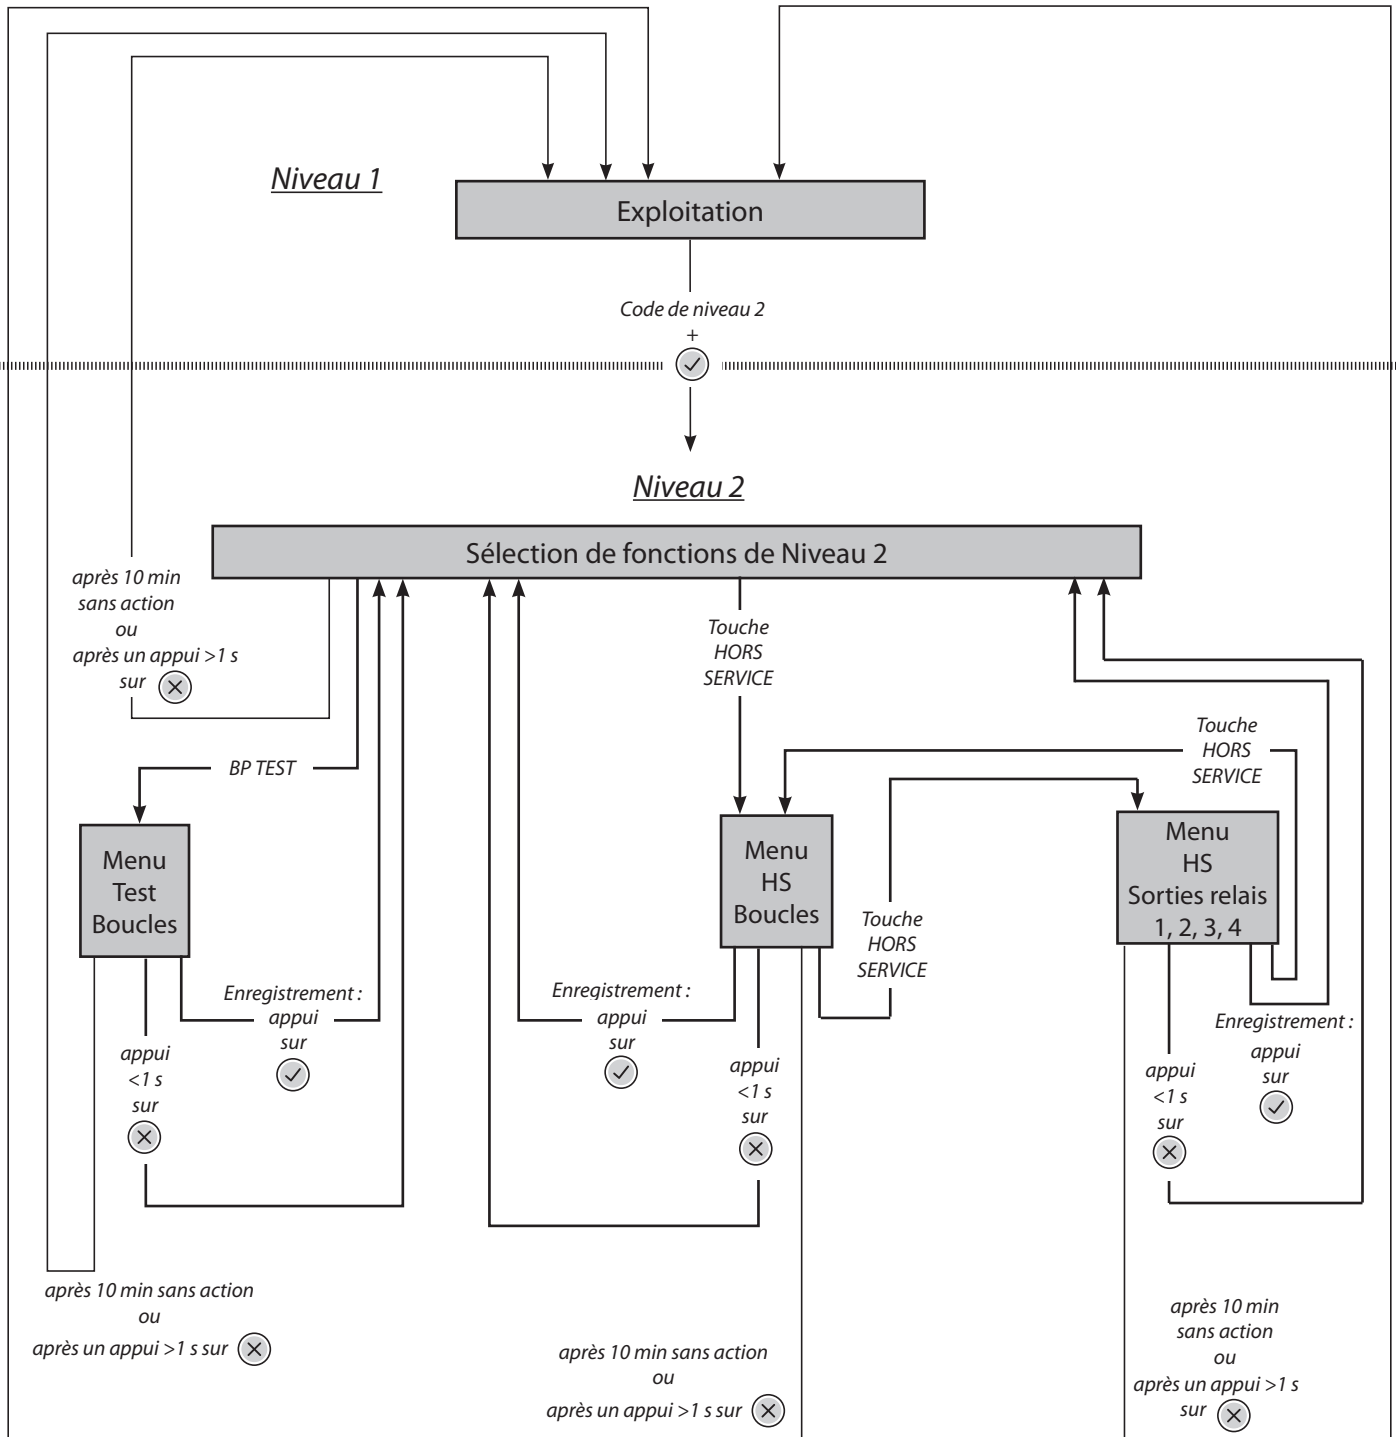 Niveau 1
Exploitation
Code de niveau 2
+
Niveau 2
Sélection de fonctions de Niveau 2
après 10 min
sans action
ou
après un appui >1 s
sur
Touche
HORS
SERVICE
BP TEST
Touche
HORS
SERVICE
Menu
Test
Boucles
Menu
HS
Boucles
Menu
HS
Sorties relais
1, 2, 3, 4
Touche
HORS
SERVICE
Enregistrement :
appui
sur
appui
<1 s
sur
Enregistrement :
appui
sur
appui
<1 s
sur
Enregistrement :
appui
sur
appui
<1 s
sur
après 10 min sans action
ou
après un appui >1 s sur
après 10 min sans action
ou
après un appui >1 s sur
après 10 min
sans action
ou
après un appui >1 s
sur